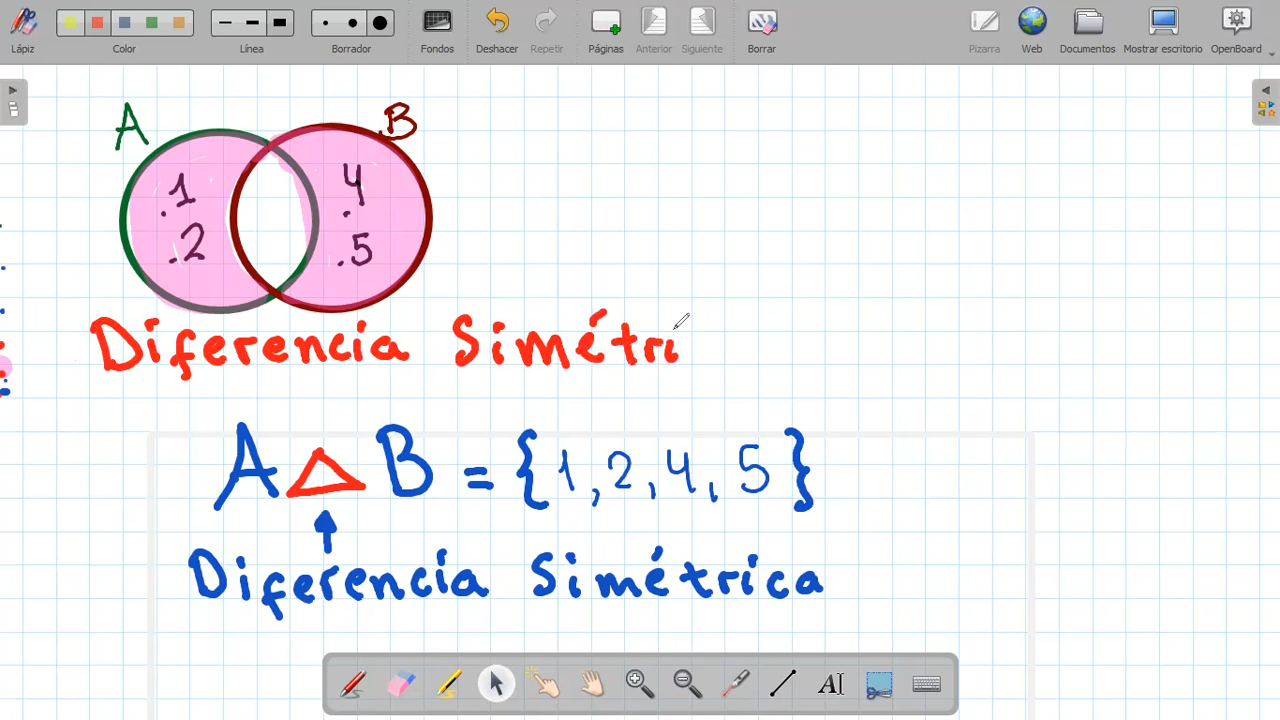 Lápiz Color Línea Borrador Fondos Deshacer Repetir Páginas Anterior Siguiente Borrar Pizarra Web Documentos Mostrar escritorio OpenBoard
A B
.1 4
.2 .5
Diferencia Simétri
A △ B = {1, 2, 4, 5}
Diferencia Simétrica
AI